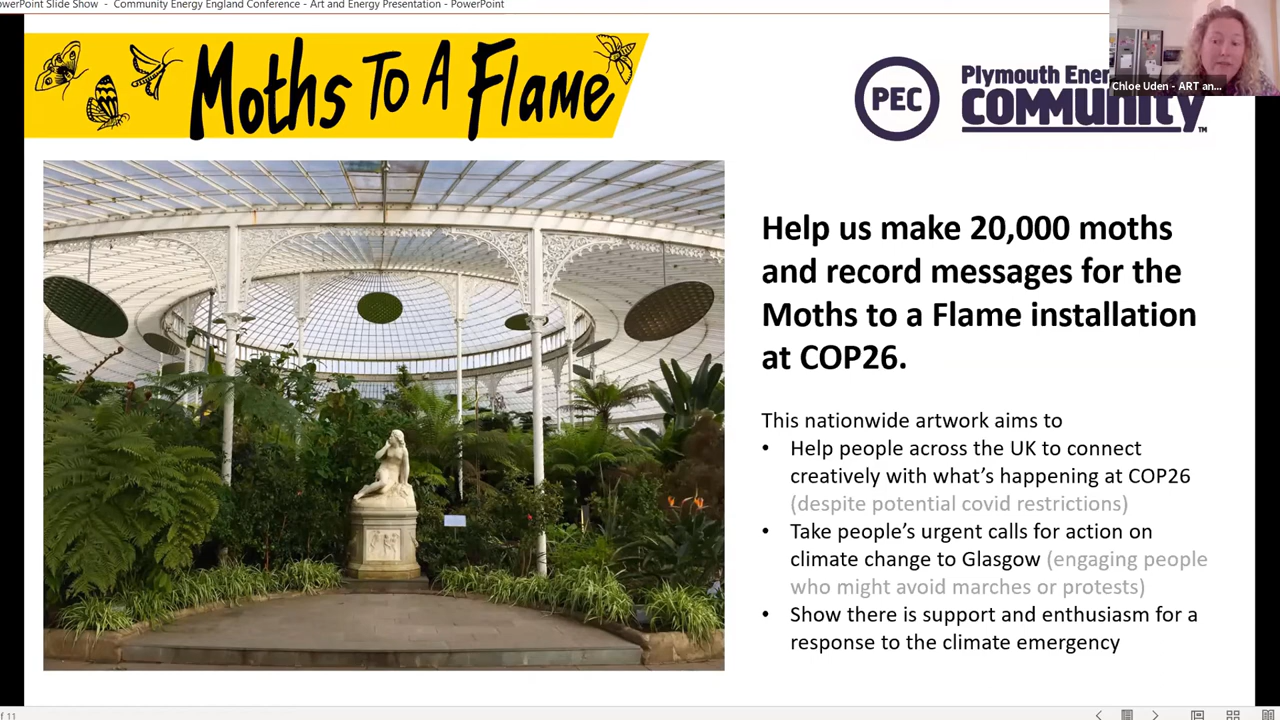 owerPoint Slide Show - Community Energy England Conference - Art and Energy Presentation - PowerPoint
Moths To A Flame
PEC
Plymouth Ener
COMMUNITY
TM
Chloe Uden - ART an...
Help us make 20,000 moths
and record messages for the
Moths to a Flame installation
at COP26.
This nationwide artwork aims to
• Help people across the UK to connect
creatively with what's happening at COP26
(despite potential covid restrictions)
• Take people's urgent calls for action on
climate change to Glasgow (engaging people
who might avoid marches or protests)
• Show there is support and enthusiasm for a
response to the climate emergency
of 11